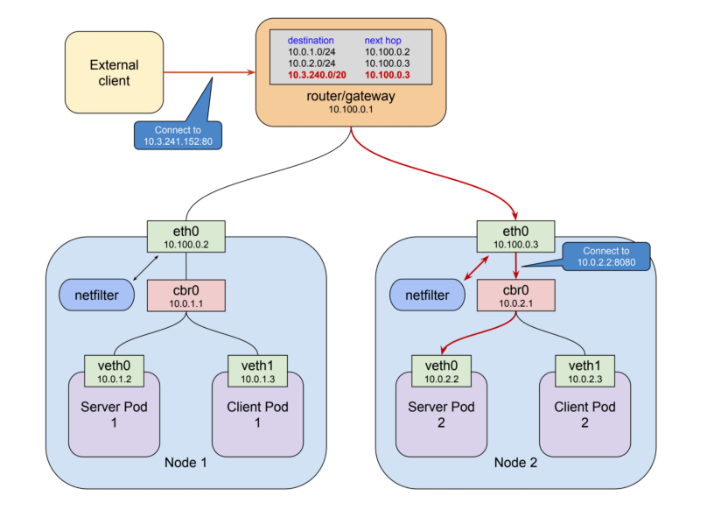 External
client
destination next hop
10.0.1.0/24 10.100.0.2
10.0.2.0/24 10.100.0.3
10.3.240.0/20 10.100.0.3
router/gateway
10.100.0.1
Connect to
10.3.241.152:80
eth0
10.100.0.2
netfilter
cbr0
10.0.1.1
veth0
10.0.1.2
veth1
10.0.1.3
Server Pod
1
Client Pod
1
Node 1
eth0
10.100.0.3
Connect to
10.0.2.2:8080
netfilter
cbr0
10.0.2.1
veth0
10.0.2.2
veth1
10.0.2.3
Server Pod
2
Client Pod
2
Node 2